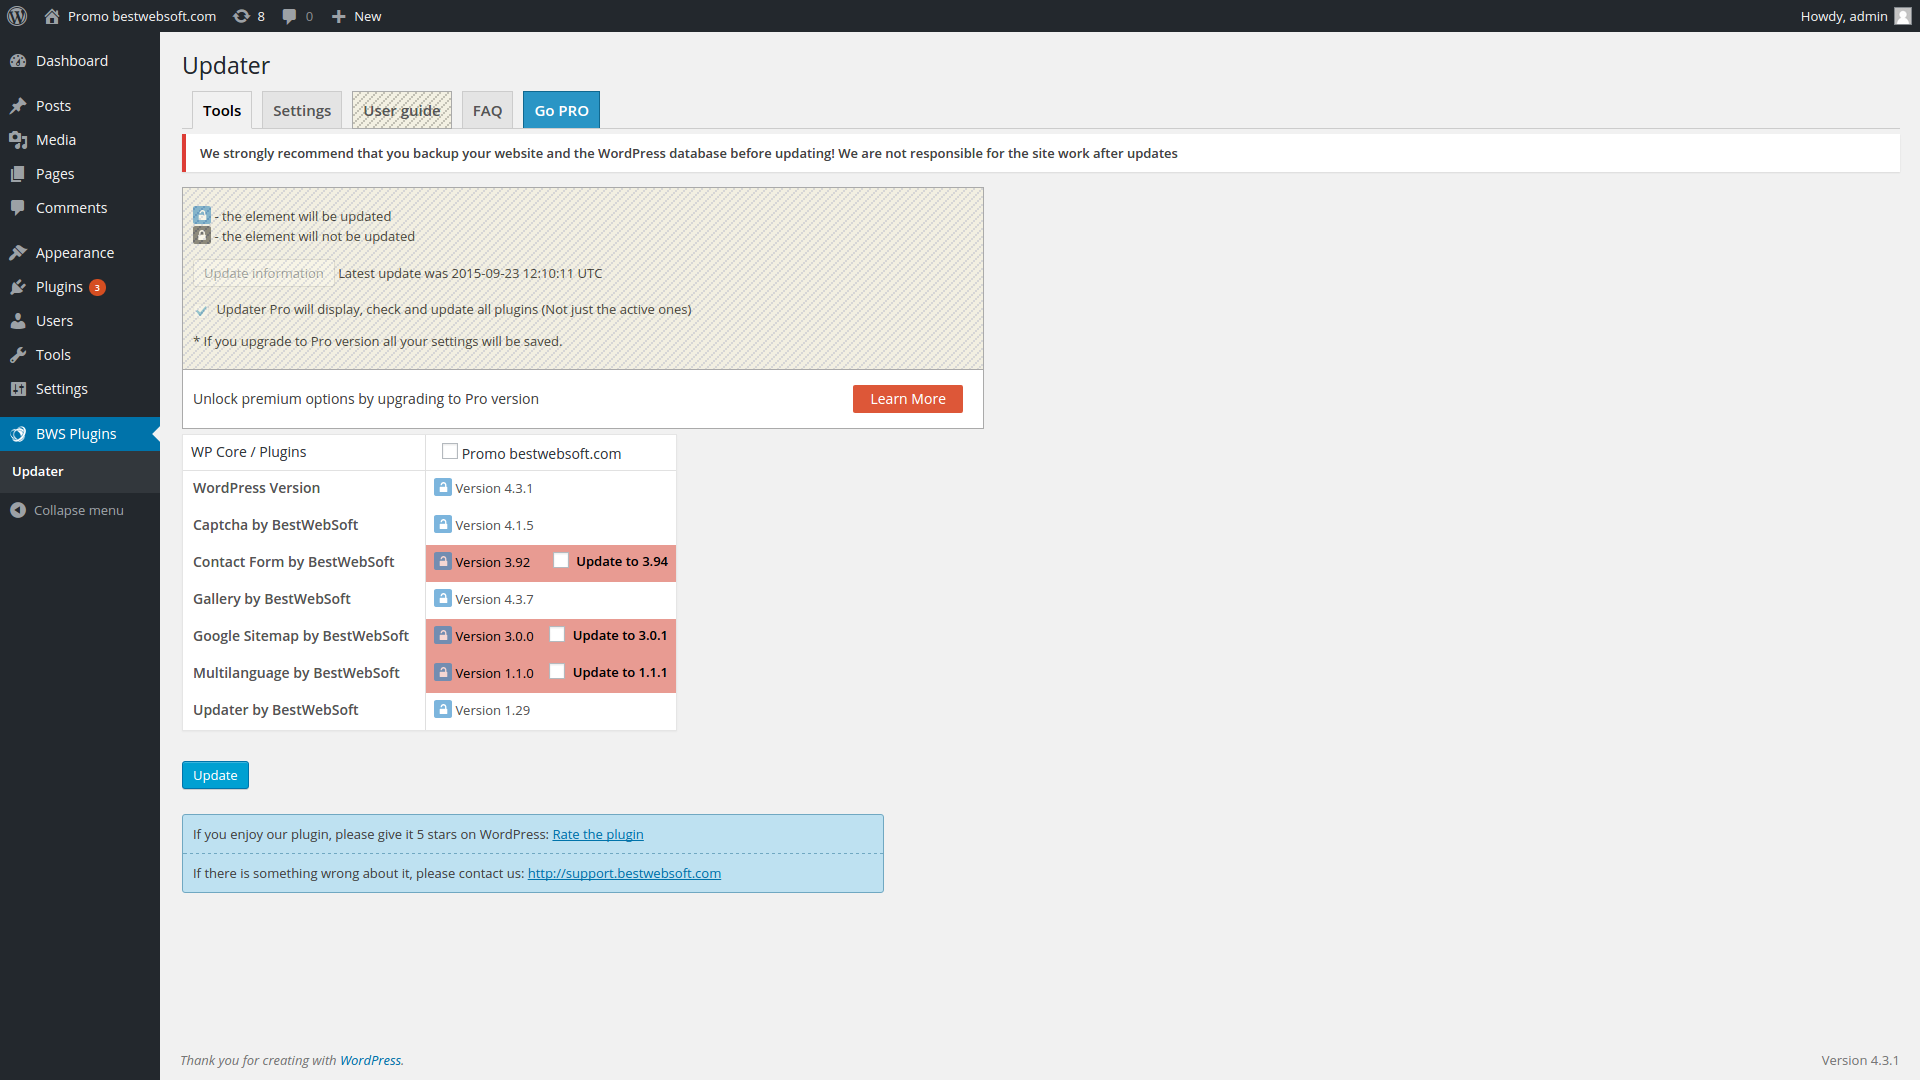 Promo bestwebsoft.com 8 0 New Howdy, admin
Dashboard
Posts
Media
Pages
Comments
Appearance
Plugins 3
Users
Tools
Settings
BWS Plugins
Updater
Collapse menu
Updater
Tools Settings User guide FAQ Go PRO
We strongly recommend that you backup your website and the WordPress database before updating! We are not responsible for the site work after updates
- the element will be updated
- the element will not be updated
Update information Latest update was 2015-09-23 12:10:11 UTC
Updater Pro will display, check and update all plugins (Not just the active ones)
* If you upgrade to Pro version all your settings will be saved.
Unlock premium options by upgrading to Pro version Learn More
WP Core / Plugins Promo bestwebsoft.com
WordPress Version Version 4.3.1
Captcha by BestWebSoft Version 4.1.5
Contact Form by BestWebSoft Version 3.92 Update to 3.94
Gallery by BestWebSoft Version 4.3.7
Google Sitemap by BestWebSoft Version 3.0.0 Update to 3.0.1
Multilanguage by BestWebSoft Version 1.1.0 Update to 1.1.1
Updater by BestWebSoft Version 1.29
Update
If you enjoy our plugin, please give it 5 stars on WordPress: Rate the plugin
If there is something wrong about it, please contact us: http://support.bestwebsoft.com
Thank you for creating with WordPress. Version 4.3.1